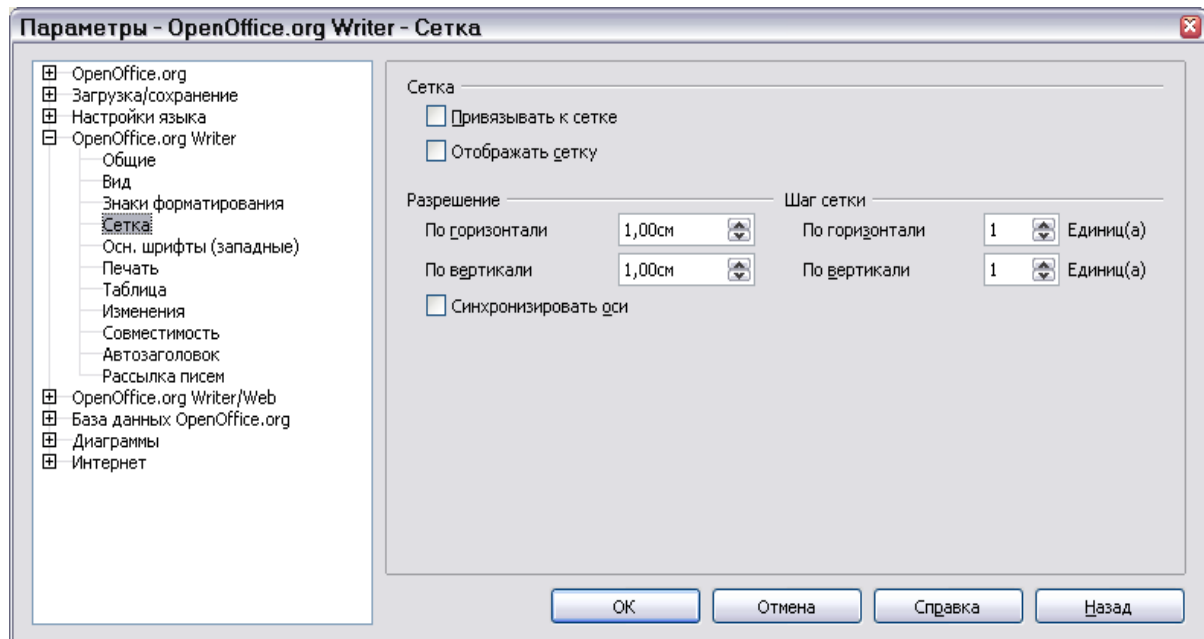 Параметры - OpenOffice.org Writer - Сетка
OpenOffice.org
Загрузка/сохранение
Настройки языка
OpenOffice.org Writer
Общие
Вид
Знаки форматирования
Сетка
Осн. шрифты (западные)
Печать
Таблица
Изменения
Совместимость
Автозаголовок
Рассылка писем
OpenOffice.org Writer/Web
База данных OpenOffice.org
Диаграммы
Интернет
Сетка
Привязывать к сетке
Отображать сетку
Разрешение
По горизонтали 1,00см
По вертикали 1,00см
Синхронизировать оси
Шаг сетки
По горизонтали 1 Единиц(а)
По вертикали 1 Единиц(а)
ОК Отмена Справка Назад